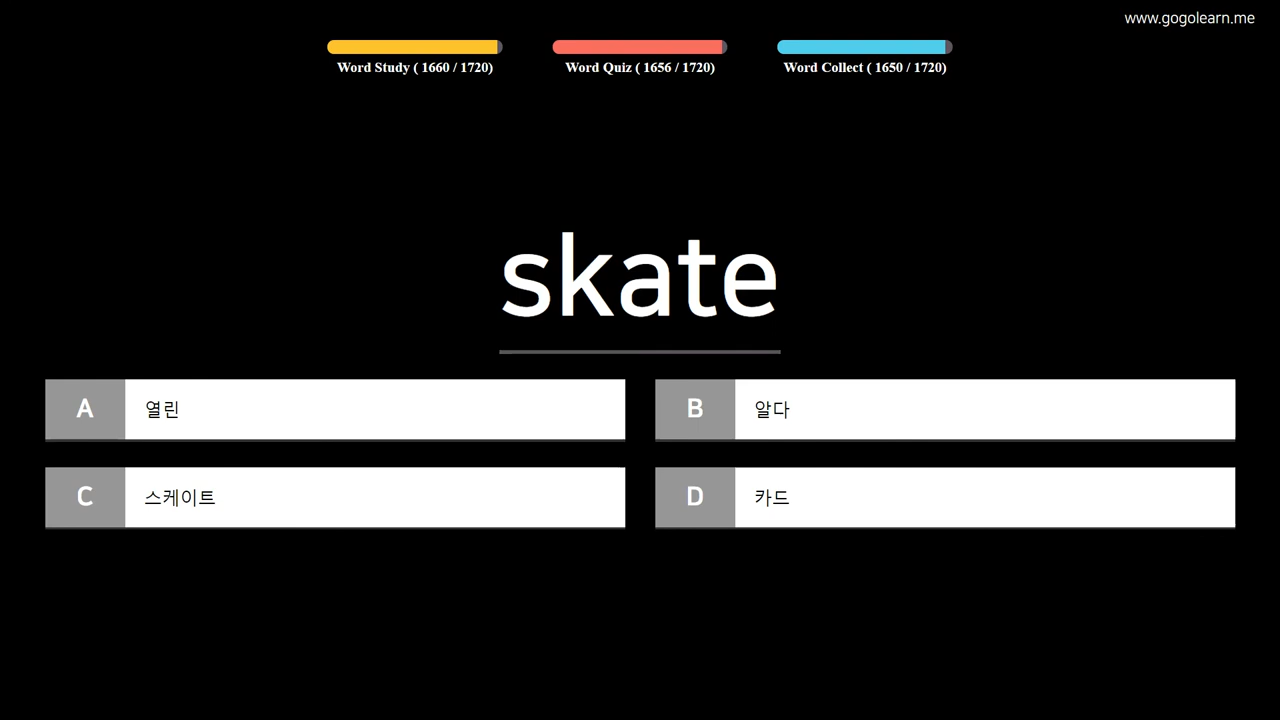 www.gogolearn.me
Word Study ( 1660 / 1720)
Word Quiz ( 1656 / 1720)
Word Collect ( 1650 / 1720)
skate
A 열린
B 알다
C 스케이트
D 카드